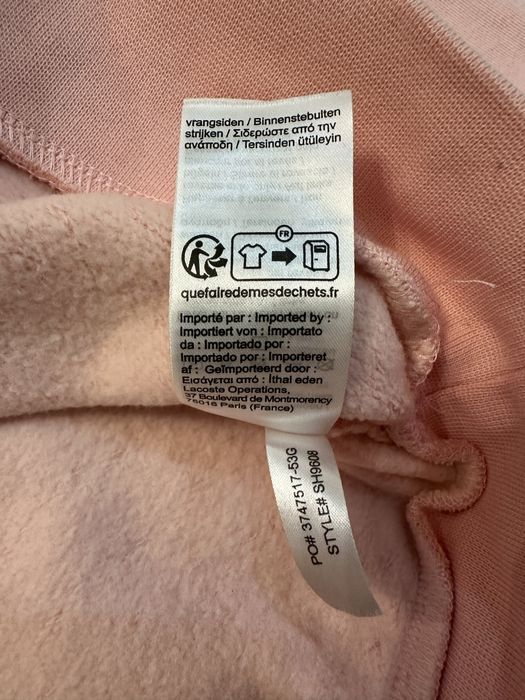 vrangsiden / Binnenstebuiten
strijken / Σιδερώστε από την
ανάποδη / Tersinden ütüleyin
FR
quefairedemesdechets.fr
Importé par : Imported by :
Importiert von : Importato
da : Importado por :
Importado por : Importeret
af : Geïmporteerd door :
Εισάγεται από : İthal eden
Lacoste Operations,
37 Boulevard de Montmorency
75016 Paris (France)
PO# 3747517-53G
STYLE# SH9608